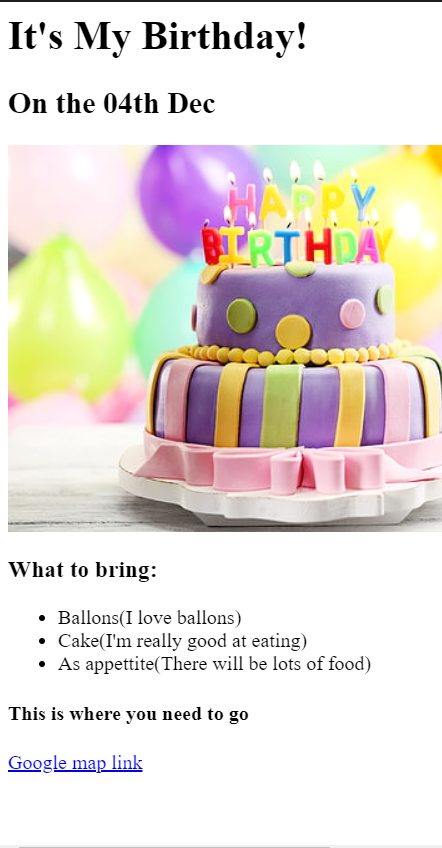 It's My Birthday!
On the 04th Dec
HAPPY
BIRTHDAY
What to bring:
Ballons(I love ballons)
Cake(I'm really good at eating)
As appettite(There will be lots of food)
This is where you need to go
Google map link